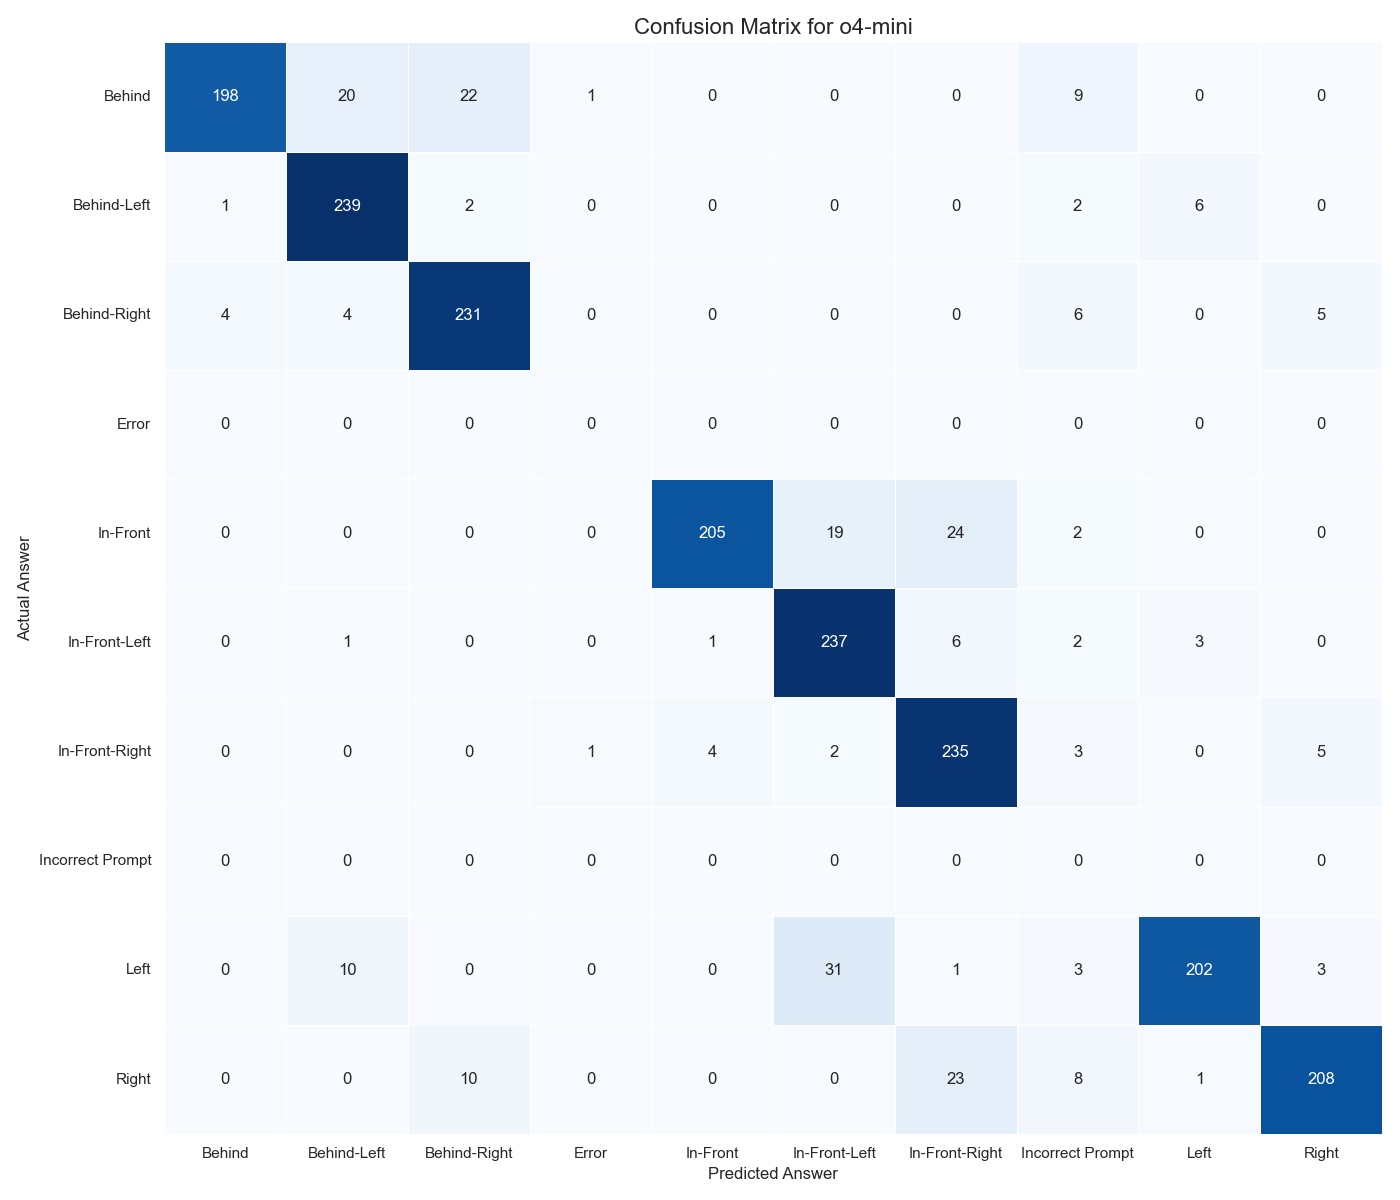 Confusion Matrix for o4-mini
Actual Answer
Behind 198 20 22 1 0 0 0 9 0 0
Behind-Left 1 239 2 0 0 0 0 2 6 0
Behind-Right 4 4 231 0 0 0 0 6 0 5
Error 0 0 0 0 0 0 0 0 0 0
In-Front 0 0 0 0 205 19 24 2 0 0
In-Front-Left 0 1 0 0 1 237 6 2 3 0
In-Front-Right 0 0 0 1 4 2 235 3 0 5
Incorrect Prompt 0 0 0 0 0 0 0 0 0 0
Left 0 10 0 0 0 31 1 3 202 3
Right 0 0 10 0 0 0 23 8 1 208
Behind Behind-Left Behind-Right Error In-Front In-Front-Left In-Front-Right Incorrect Prompt Left Right
Predicted Answer